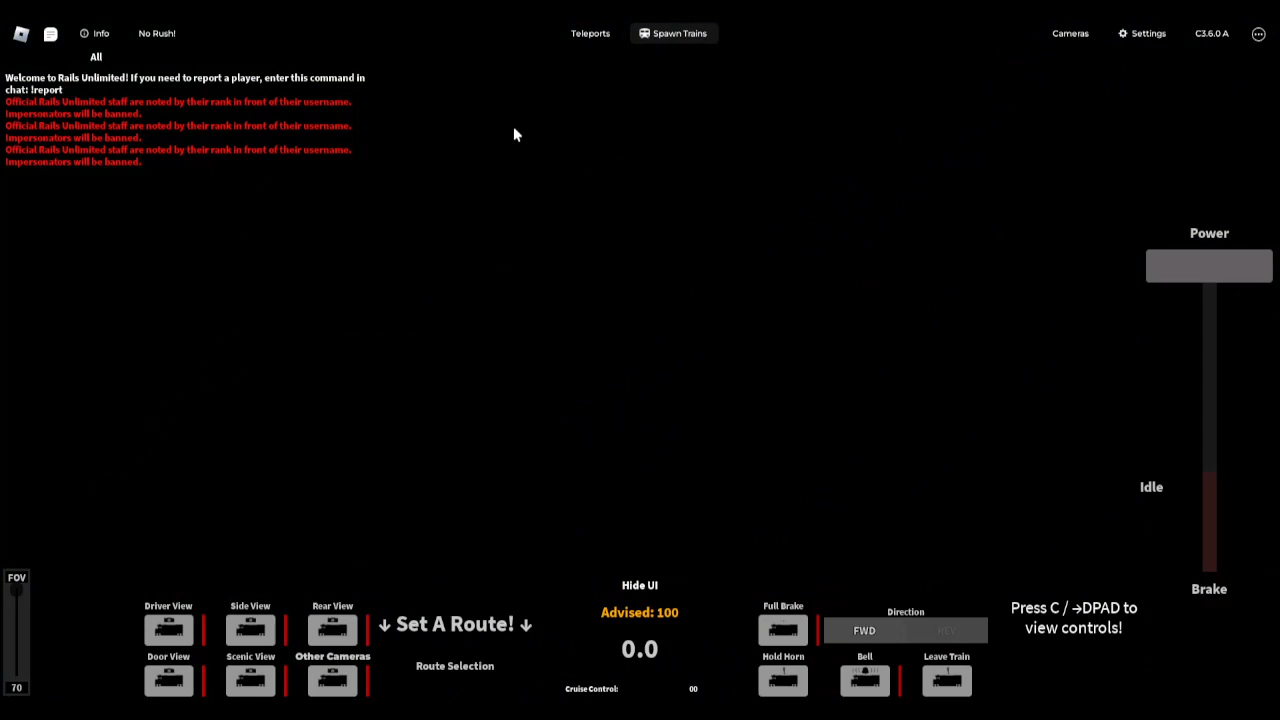 Info
No Rush!
Teleports
Spawn Trains
Cameras
Settings
C3.6.0 A
All
Welcome to Rails Unlimited! If you need to report a player, enter this command in
chat: !report
Official Rails Unlimited staff are noted by their rank in front of their username.
Impersonators will be banned.
Official Rails Unlimited staff are noted by their rank in front of their username.
Impersonators will be banned.
Official Rails Unlimited staff are noted by their rank in front of their username.
Impersonators will be banned.
Power
Idle
Brake
FOV
70
Driver View
Side View
Rear View
Door View
Scenic View
Other Cameras
↓ Set A Route! ↓
Route Selection
Hide UI
Advised: 100
0.0
Cruise Control: 00
Full Brake
Direction
FWD
REV
Hold Horn
Bell
Leave Train
Press C / →DPAD to
view controls!